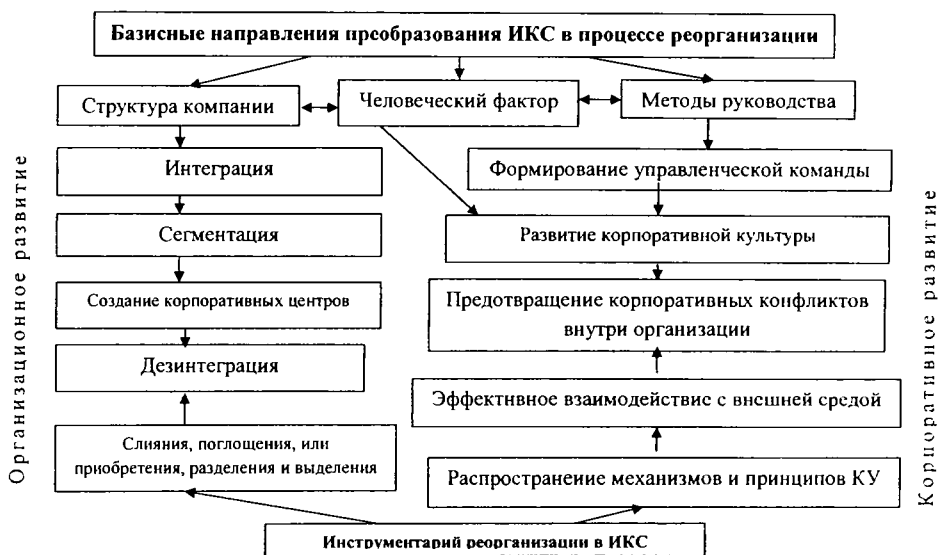 Базисные направления преобразования ИКС в процессе реорганизации
Структура компании
Человеческий фактор
Методы руководства
Интеграция
Формирование управленческой команды
Сегментация
Развитие корпоративной культуры
Создание корпоративных центров
Предотвращение корпоративных конфликтов
внутри организации
Дезинтеграция
Эффективное взаимодействие с внешней средой
Слияния, поглощения, или
приобретения, разделения и выделения
Распространение механизмов и принципов КУ
Инструментарий реорганизации в ИКС
Организационное развитие
Корпоративное развитие